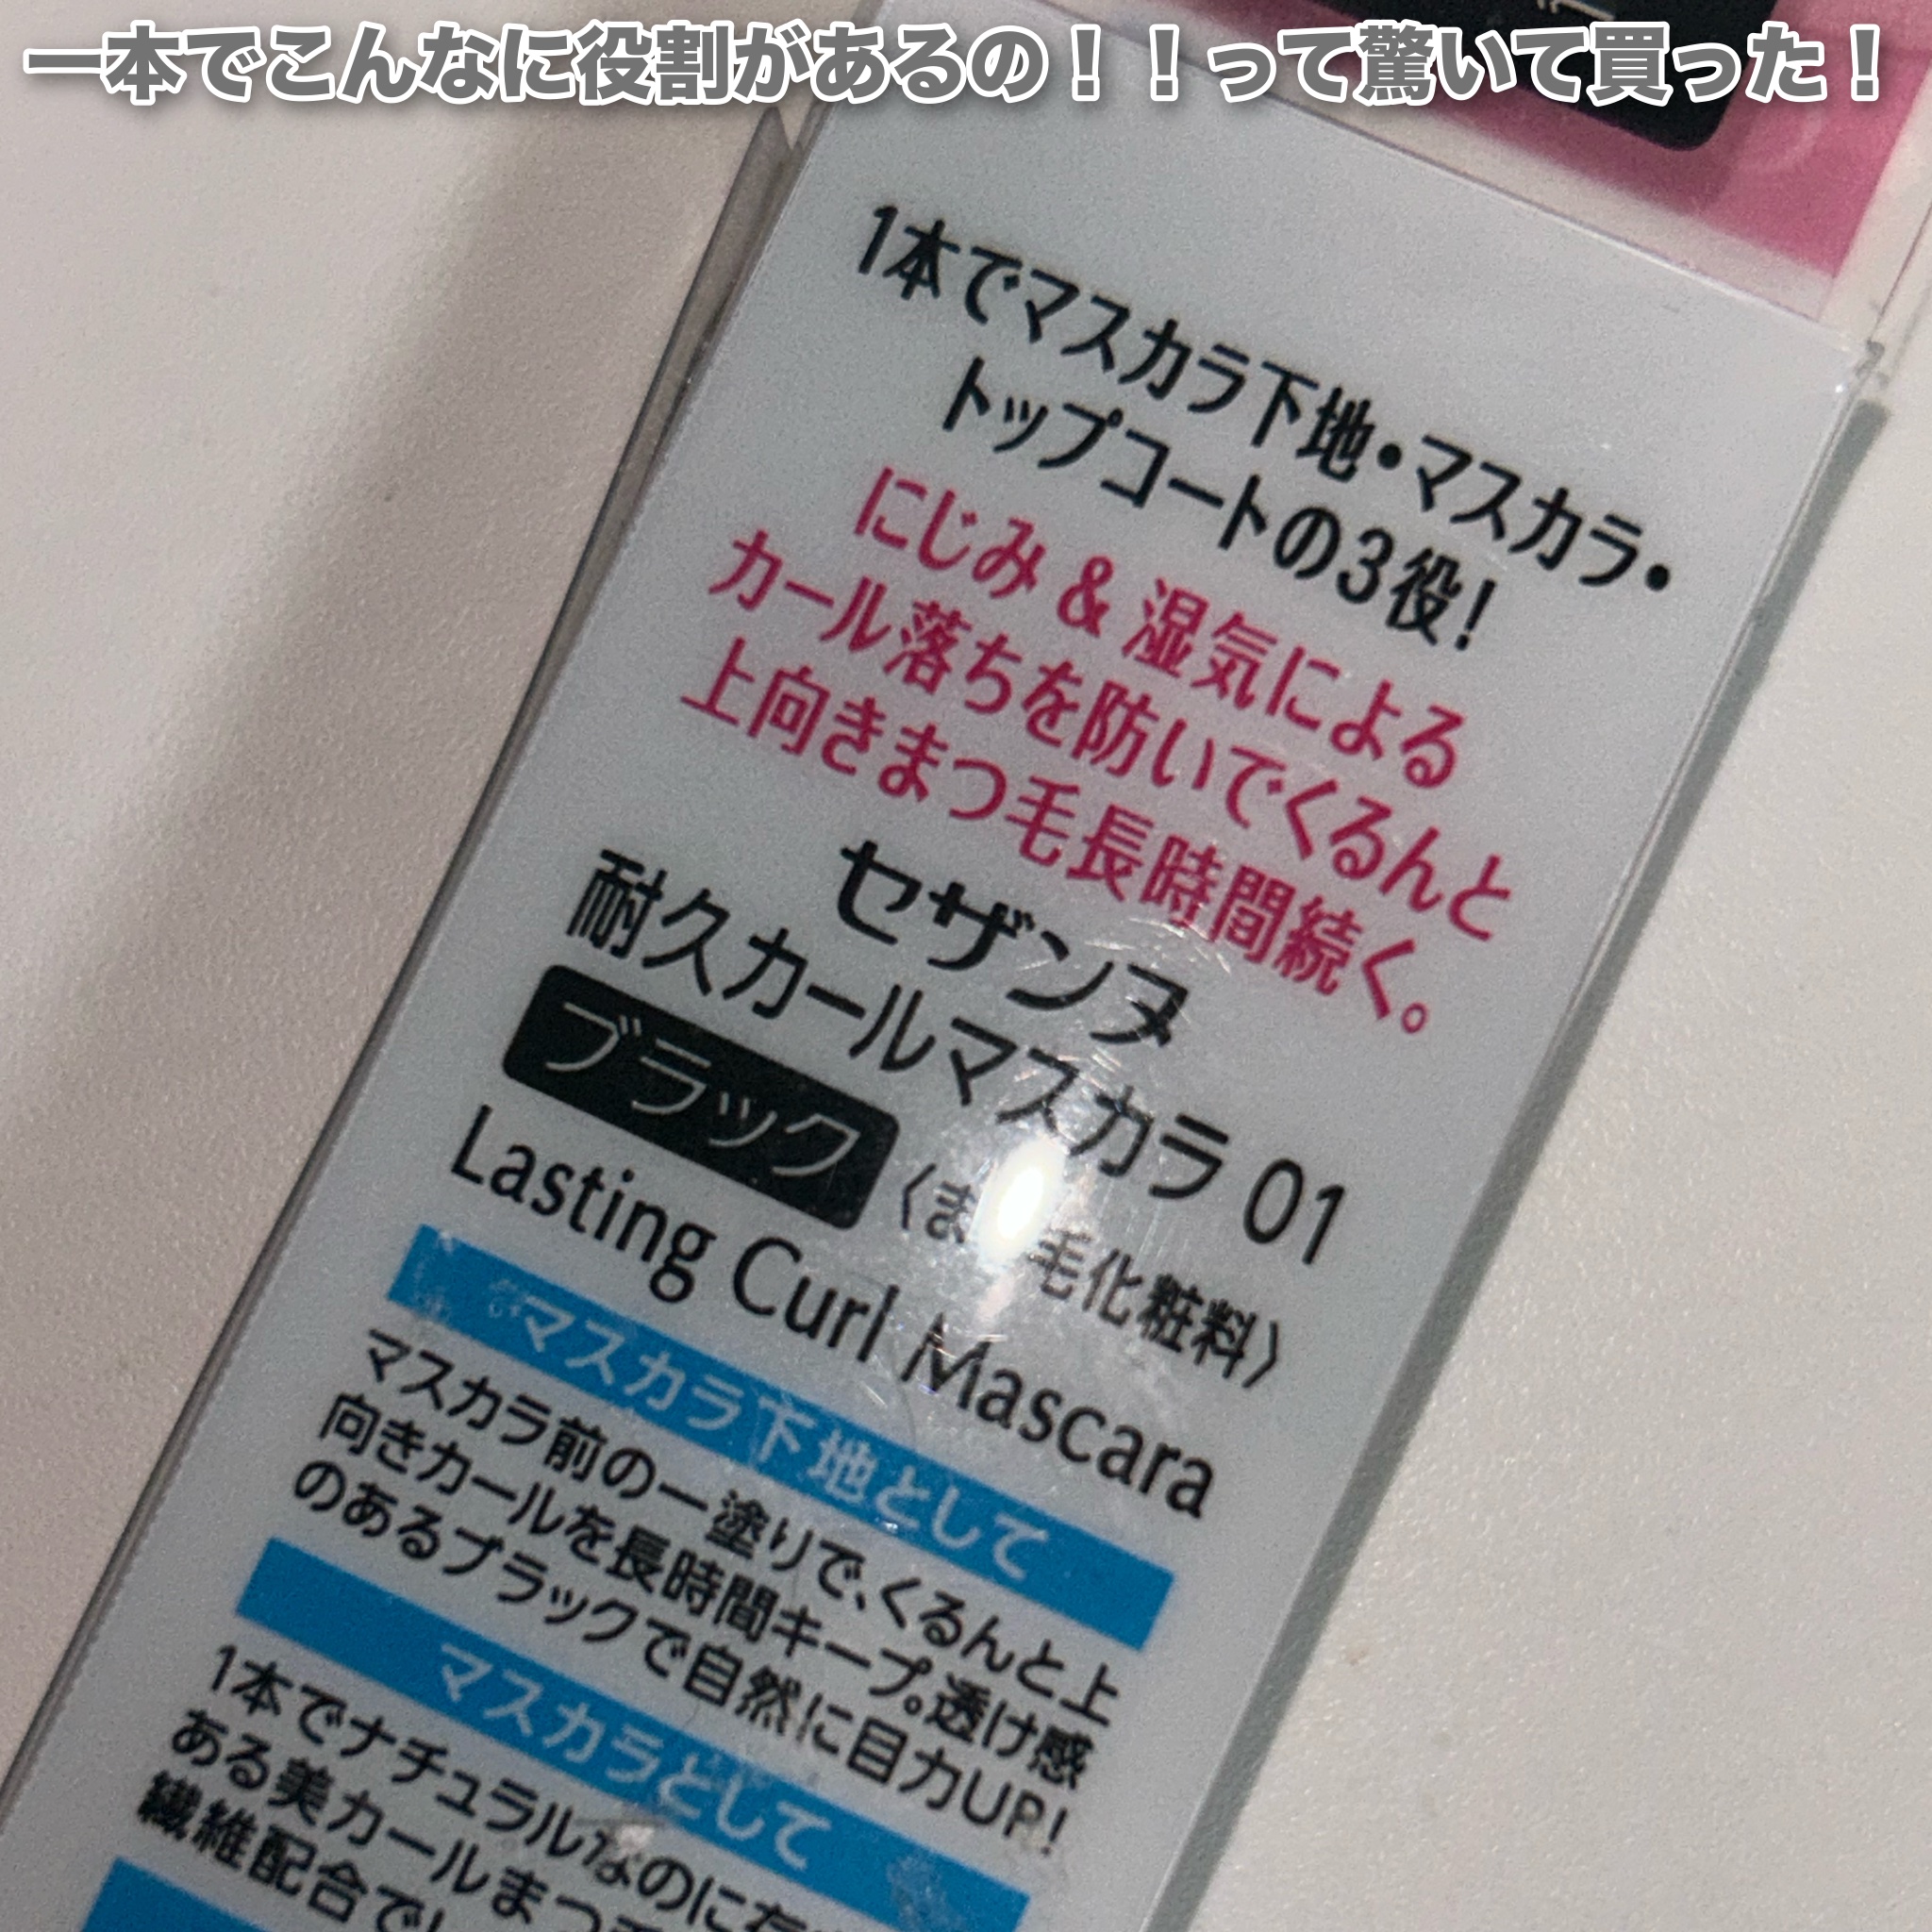 一本でこんなに役割があるの！！って驚いて買った！
1本でマスカラ下地・マスカラ・
トップコートの3役！
にじみ & 湿気による
カール落ちを防いでくるんと
上向きまつ毛長時間続く。
セザンヌ
耐久カールマスカラ 01
ブラック 〈ま 毛化粧料〉
Lasting Curl Mascara
マスカラ下地として
マスカラ前の一塗りで、くるんと上
向きカールを長時間キープ。透け感
のあるブラックで自然に目力UP！
マスカラとして
1本でナチュラルなのに
ある美カールまつ
繊維配合で